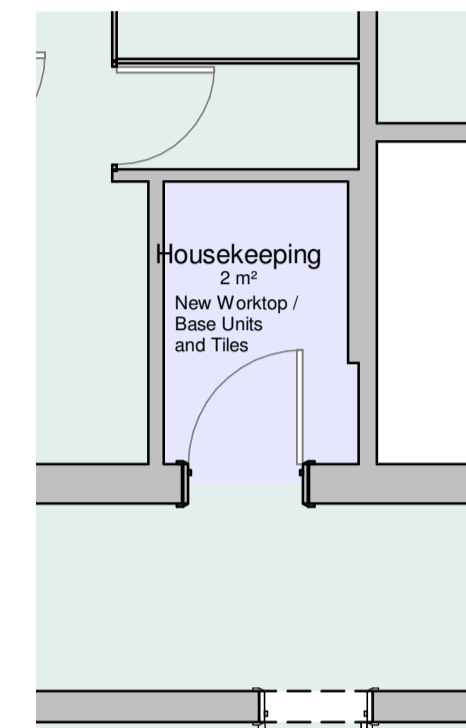 Housekeeping
2 m²
New Worktop /
Base Units
and Tiles